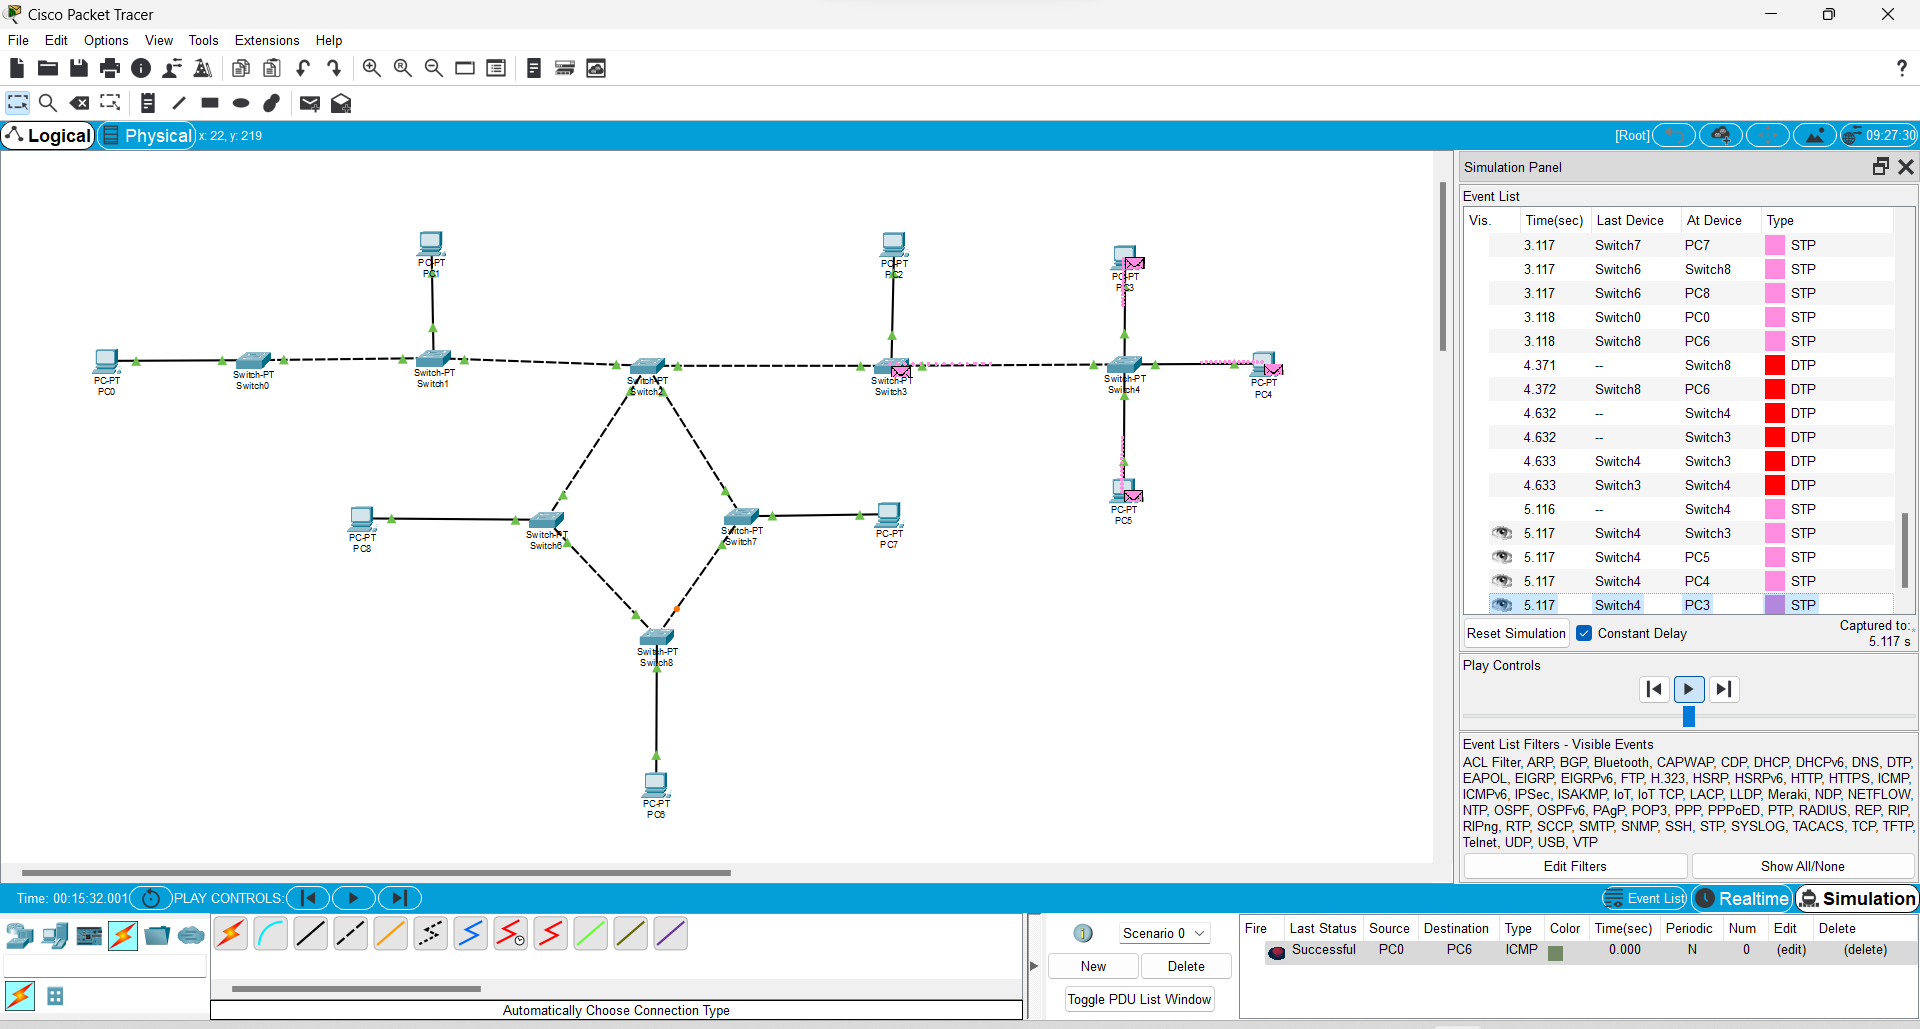 Cisco Packet Tracer
File Edit Options View Tools Extensions Help
Logical Physical x: 22, y: 219 [Root] 09:27:30
Simulation Panel
Event List
Vis. Time(sec) Last Device At Device Type
3.117 Switch7 PC7 STP
3.117 Switch6 Switch8 STP
3.117 Switch6 PC8 STP
3.118 Switch0 PC0 STP
3.118 Switch8 PC6 STP
4.371 -- Switch8 DTP
4.372 Switch8 PC6 DTP
4.632 -- Switch4 DTP
4.632 -- Switch3 DTP
4.633 Switch4 Switch3 DTP
4.633 Switch3 Switch4 DTP
5.116 -- Switch4 STP
5.117 Switch4 Switch3 STP
5.117 Switch4 PC5 STP
5.117 Switch4 PC4 STP
5.117 Switch4 PC3 STP
Reset Simulation Constant Delay Captured to:
5.117 s
Play Controls
Event List Filters - Visible Events
ACL Filter, ARP, BGP, Bluetooth, CAPWAP, CDP, DHCP, DHCPv6, DNS, DTP,
EAPOL, EIGRP, EIGRPv6, FTP, H.323, HSRP, HSRPv6, HTTP, HTTPS, ICMP,
ICMPv6, IPSec, ISAKMP, IoT, IoT TCP, LACP, LLDP, Meraki, NDP, NETFLOW,
NTP, OSPF, OSPFv6, PAgP, POP3, PPP, PPPoED, PTP, RADIUS, REP, RIP,
RIPng, RTP, SCCP, SMTP, SNMP, SSH, STP, SYSLOG, TACACS, TCP, TFTP,
Telnet, UDP, USB, VTP
Edit Filters Show All/None
PC-PT
PC1
PC-PT
PC2
PC-PT
PC3
PC-PT
PC0
Switch-PT
Switch0
Switch-PT
Switch1
Switch-PT
Switch2
Switch-PT
Switch3
Switch-PT
Switch4
PC-PT
PC4
PC-PT
PC8
Switch-PT
Switch6
Switch-PT
Switch7
PC-PT
PC7
PC-PT
PC5
Switch-PT
Switch8
PC-PT
PC6
Time: 00:15:32.001 PLAY CONTROLS: Event List Realtime Simulation
Scenario 0
New Delete
Toggle PDU List Window
Fire Last Status Source Destination Type Color Time(sec) Periodic Num Edit Delete
Successful PC0 PC6 ICMP 0.000 N 0 (edit) (delete)
Automatically Choose Connection Type